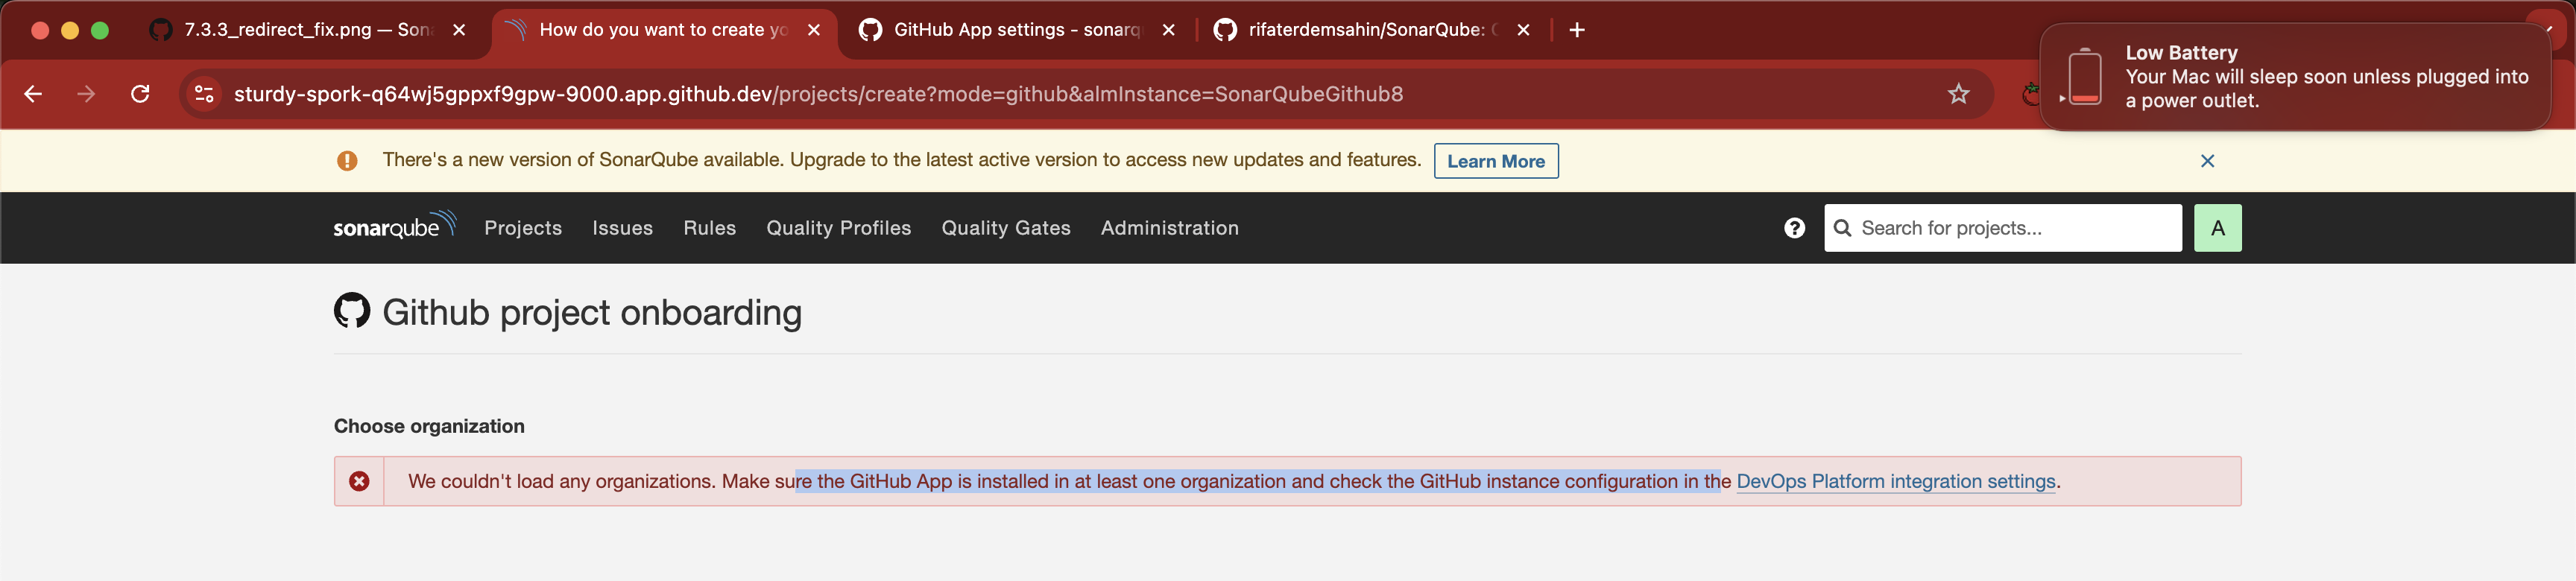 7.3.3_redirect_fix.png — Son
How do you want to create yo
GitHub App settings - sonarq
rifaterdemsahin/SonarQube:
Low Battery
Your Mac will sleep soon unless plugged into
a power outlet.
sturdy-spork-q64wj5gppxf9gpw-9000.app.github.dev/projects/create?mode=github&almInstance=SonarQubeGithub8
There's a new version of SonarQube available. Upgrade to the latest active version to access new updates and features. Learn More
sonarqube Projects Issues Rules Quality Profiles Quality Gates Administration Search for projects... A
Github project onboarding
Choose organization
We couldn't load any organizations. Make sure the GitHub App is installed in at least one organization and check the GitHub instance configuration in the DevOps Platform integration settings.